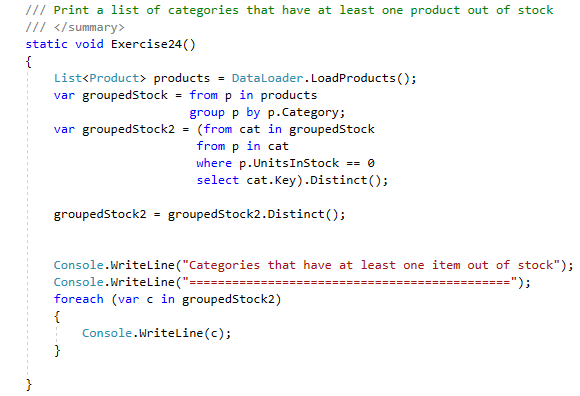 /// Print a list of categories that have at least one product out of stock
/// </summary>
static void Exercise24()
{
List<Product> products = DataLoader.LoadProducts();
var groupedStock = from p in products
group p by p.Category;
var groupedStock2 = (from cat in groupedStock
from p in cat
where p.UnitsInStock == 0
select cat.Key).Distinct();
groupedStock2 = groupedStock2.Distinct();
Console.WriteLine("Categories that have at least one item out of stock");
Console.WriteLine("=============================================");
foreach (var c in groupedStock2)
{
Console.WriteLine(c);
}
}